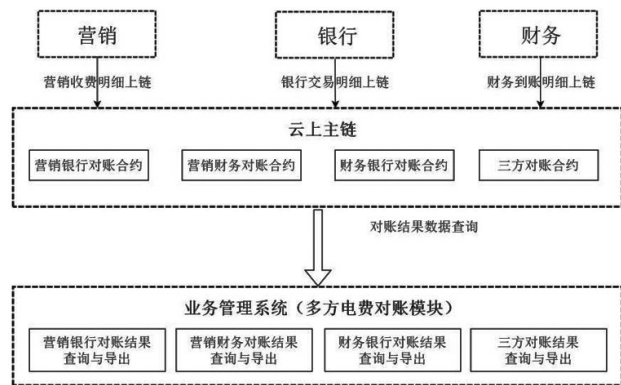 营销
银行
财务
营销收费明细上链
银行交易明细上链
财务到账明细上链
云上主链
营销银行对账合约
营销财务对账合约
财务银行对账合约
三方对账合约
对账结果数据查询
业务管理系统（多方电费对账模块）
营销银行对账结果
查询与导出
营销财务对账结果
查询与导出
财务银行对账结果
查询与导出
三方对账结果
查询与导出